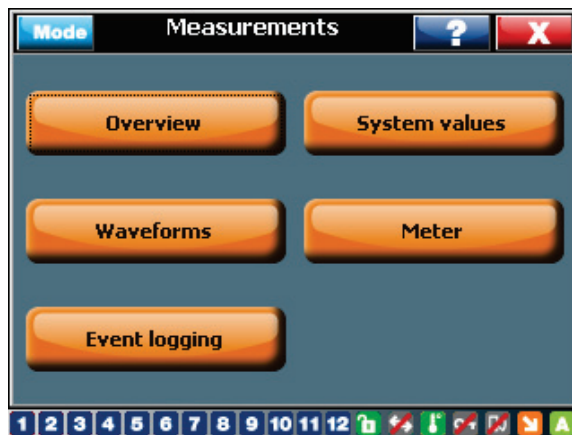 Mode Measurements ? X
Overview System values
Waveforms Meter
Event logging
1 2 3 4 5 6 7 8 9 10 11 12 A